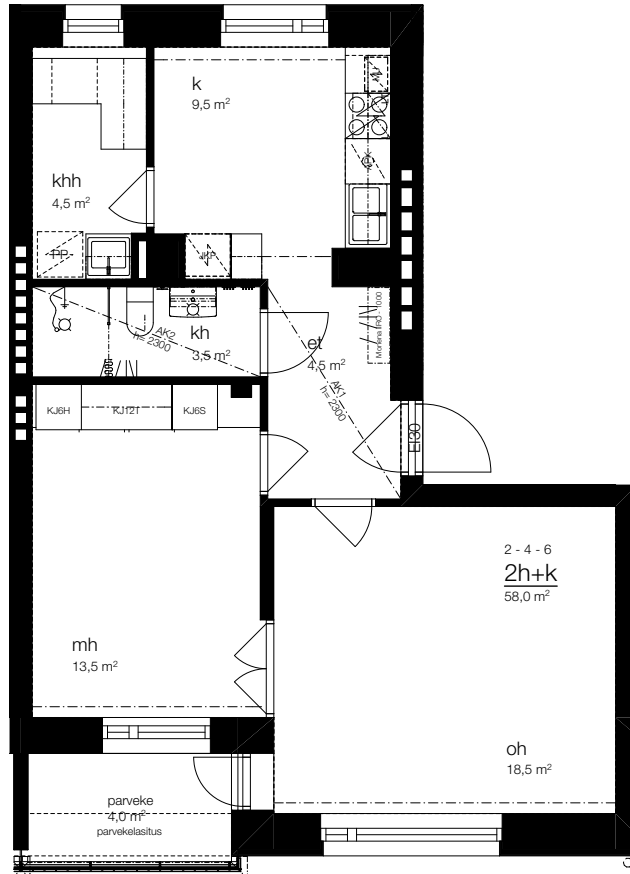 k
9,5 m²
khh
4,5 m²
PP
JKP
kh
3,5 m²
AK2
h= 2300
et
4,5 m²
AK1
h= 2300
EI30
KJ6H
KJ12T
KJ6S
2 - 4 - 6
2h+k
58,0 m²
mh
13,5 m²
oh
18,5 m²
parveke
4,0 m²
parvekelasitus